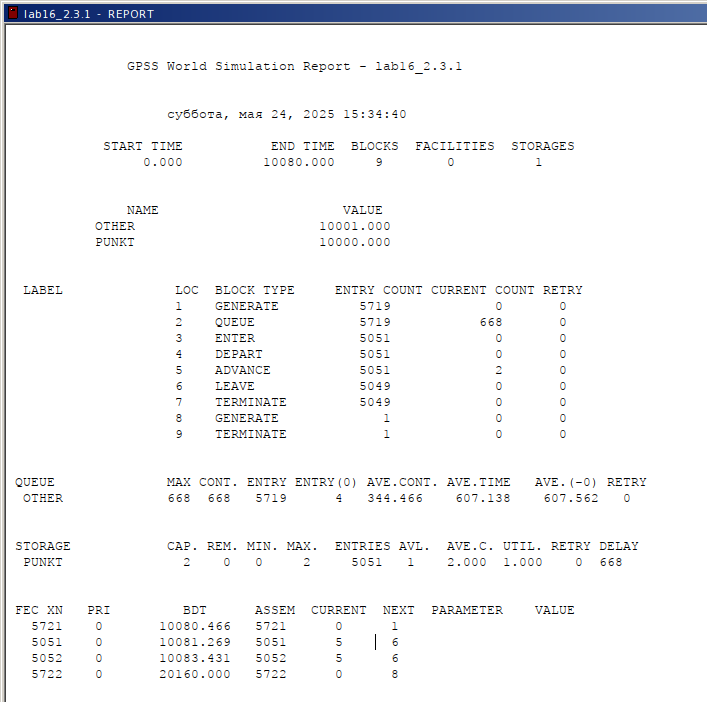 lab16_2.3.1 - REPORT
GPSS World Simulation Report - lab16_2.3.1
суббота, мая 24, 2025 15:34:40
START TIME END TIME BLOCKS FACILITIES STORAGES
0.000 10080.000 9 0 1
NAME VALUE
OTHER 10001.000
PUNKT 10000.000
LABEL LOC BLOCK TYPE ENTRY COUNT CURRENT COUNT RETRY
1 GENERATE 5719 0 0
2 QUEUE 5719 668 0
3 ENTER 5051 0 0
4 DEPART 5051 0 0
5 ADVANCE 5051 2 0
6 LEAVE 5049 0 0
7 TERMINATE 5049 0 0
8 GENERATE 1 0 0
9 TERMINATE 1 0 0
QUEUE MAX CONT. ENTRY ENTRY(0) AVE.CONT. AVE.TIME AVE.(-0) RETRY
OTHER 668 668 5719 4 344.466 607.138 607.562 0
STORAGE CAP. REM. MIN. MAX. ENTRIES AVL. AVE.C. UTIL. RETRY DELAY
PUNKT 2 0 0 2 5051 1 2.000 1.000 0 668
FEC XN PRI BDT ASSEM CURRENT NEXT PARAMETER VALUE
5721 0 10080.466 5721 0 1
5051 0 10081.269 5051 5 6
5052 0 10083.431 5052 5 6
5722 0 20160.000 5722 0 8